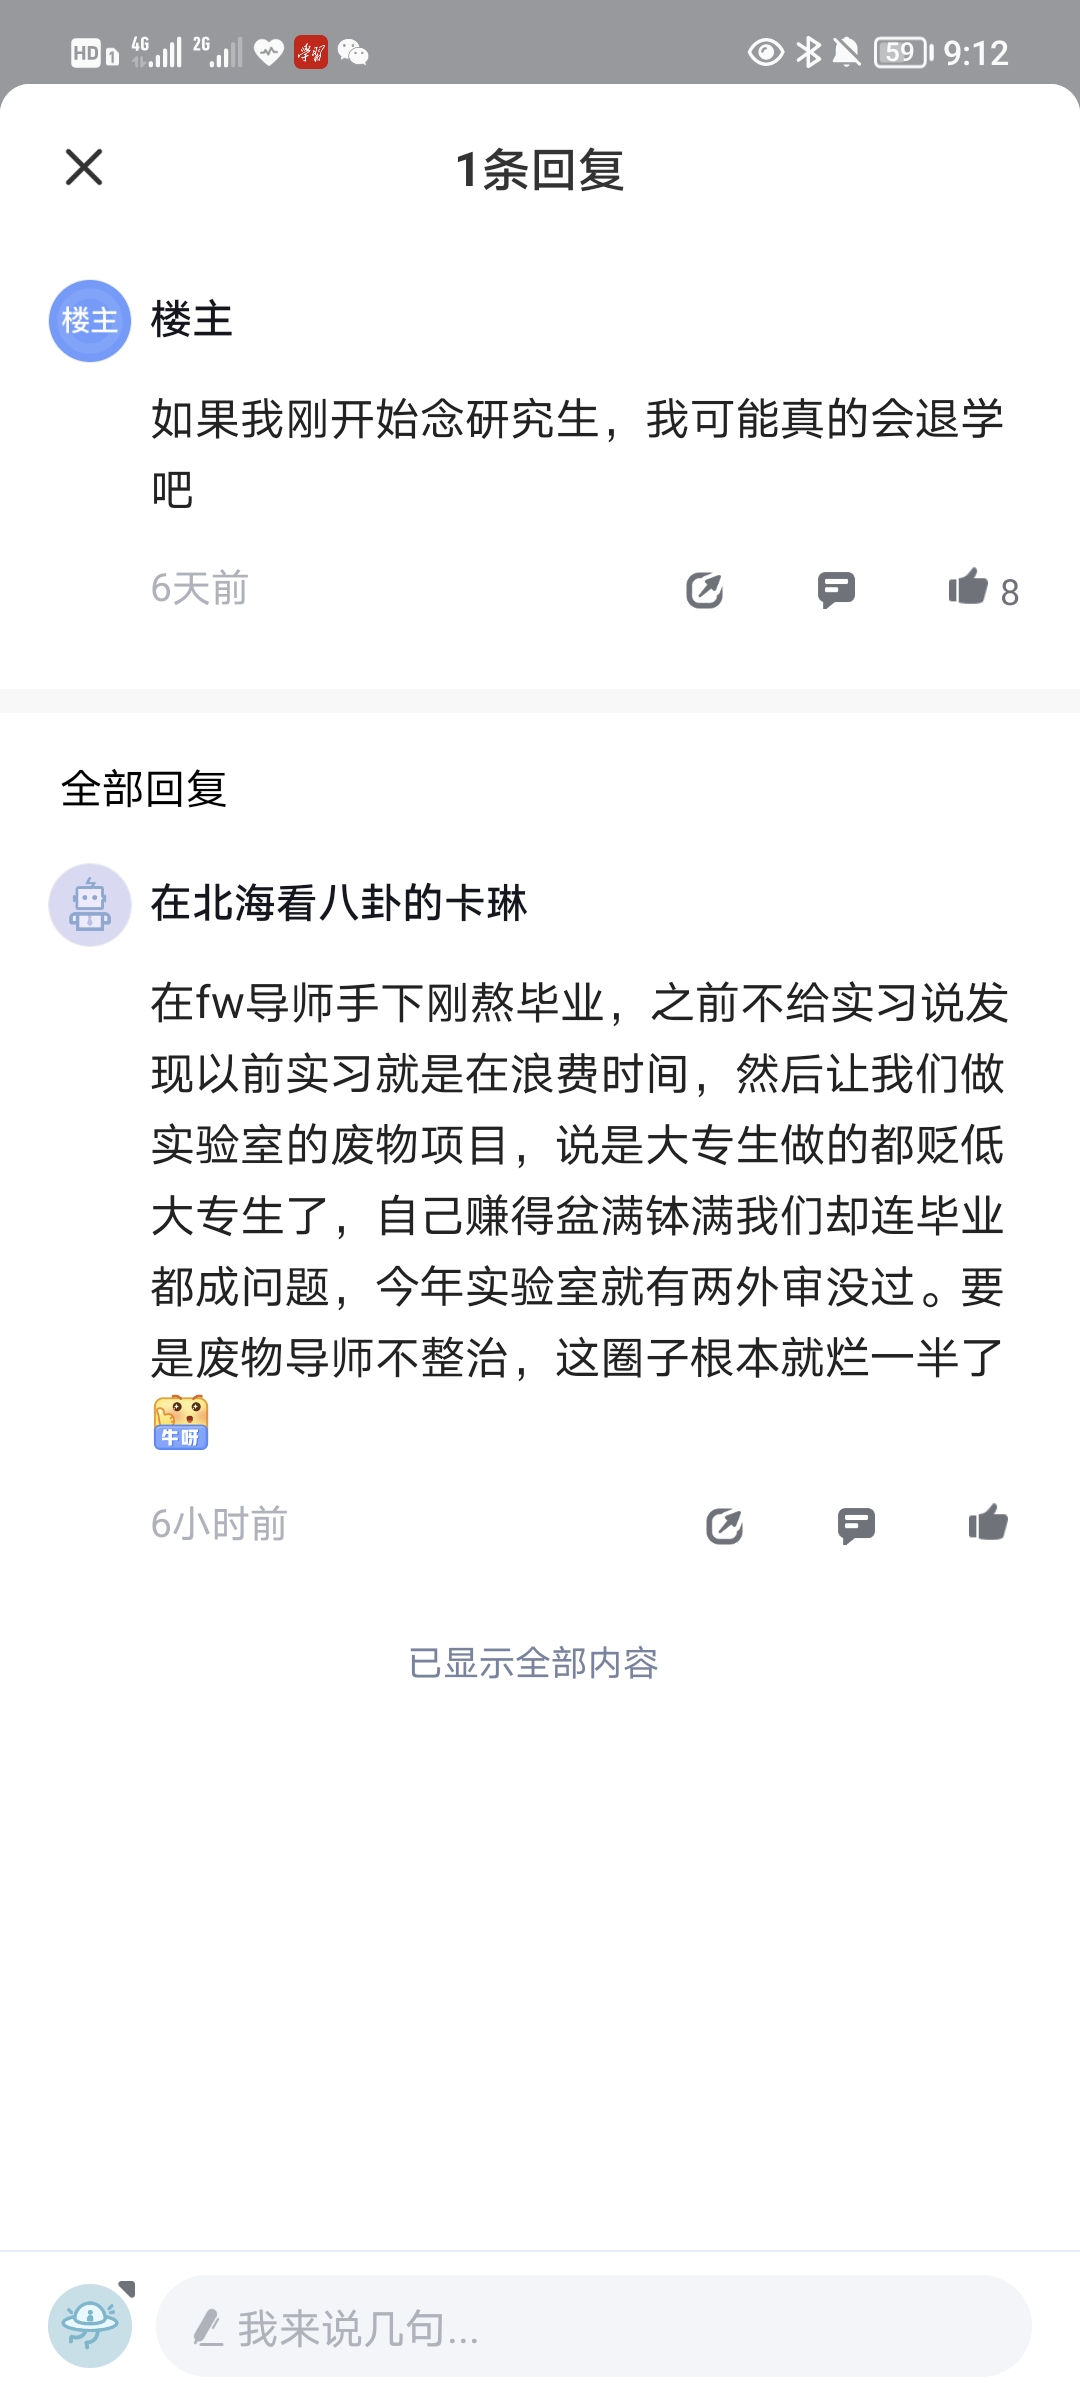 HD 1 4G 2G 学习 59 9:12
1条回复
楼主 楼主
如果我刚开始念研究生，我可能真的会退学
吧
6天前 8
全部回复
在北海看八卦的卡琳
在fw导师手下刚熬毕业，之前不给实习说发
现以前实习就是在浪费时间，然后让我们做
实验室的废物项目，说是大专生做的都贬低
大专生了，自己赚得盆满钵满我们却连毕业
都成问题，今年实验室就有两外审没过。要
是废物导师不整治，这圈子根本就烂一半了
牛呀
6小时前
已显示全部内容
我来说几句...